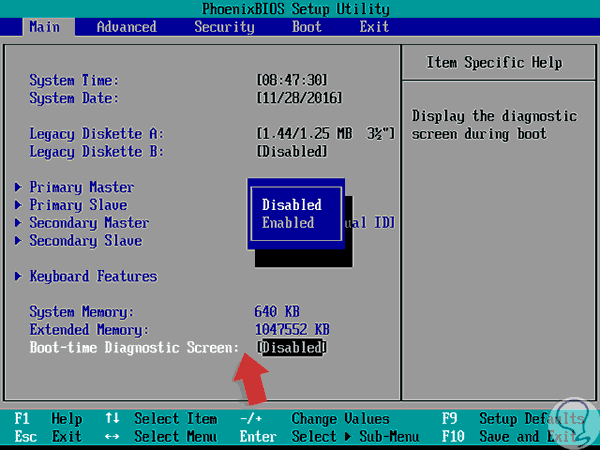 PhoenixBIOS Setup Utility
Main Advanced Security Boot Exit
Item Specific Help
System Time: [08:47:30]
System Date: [11/28/2016]
Display the diagnostic
screen during boot
Legacy Diskette A: [1.44/1.25 MB 3½"]
Legacy Diskette B: [Disabled]
▶ Primary Master
▶ Primary Slave
▶ Secondary Master ual ID]
▶ Secondary Slave
Disabled
Enabled
▶ Keyboard Features
System Memory: 640 KB
Extended Memory: 1047552 KB
Boot-time Diagnostic Screen: [Disabled]
F1 Help ↑↓ Select Item -/+ Change Values F9 Setup Defaults
Esc Exit ↔ Select Menu Enter Select ▶ Sub-Menu F10 Save and Exit